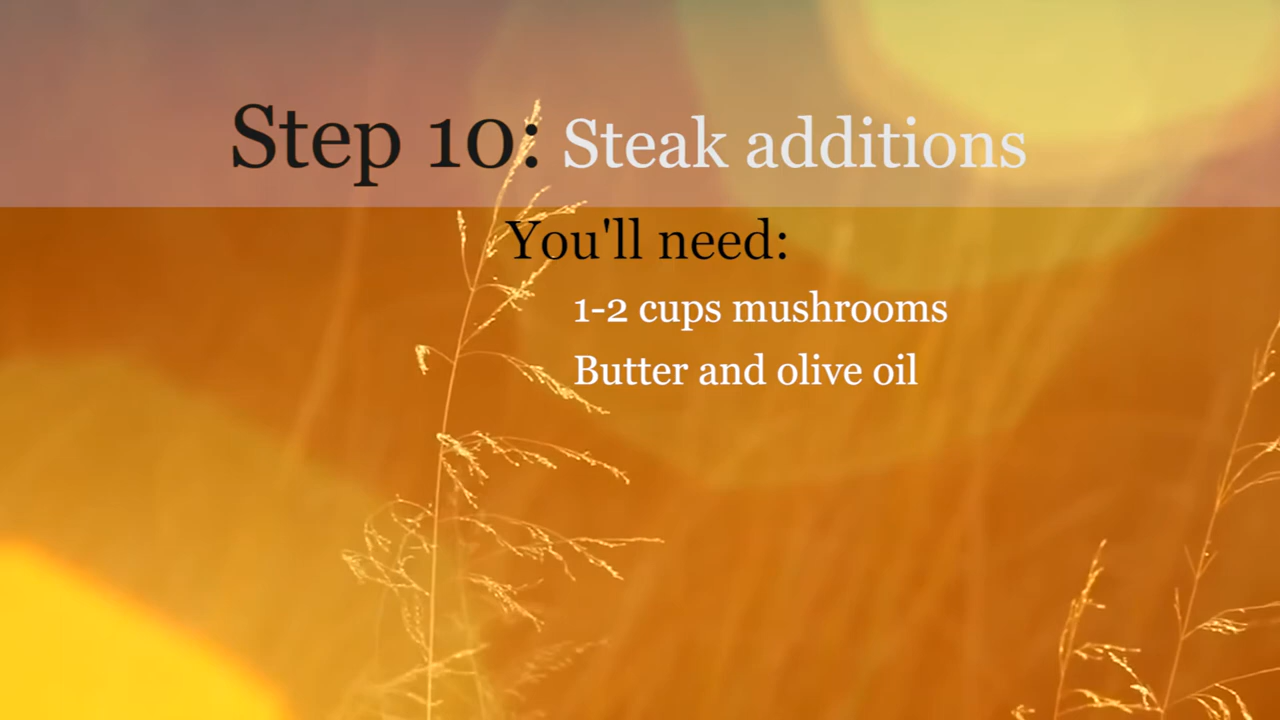 Step 10: Steak additions
You'll need:
1-2 cups mushrooms
Butter and olive oil